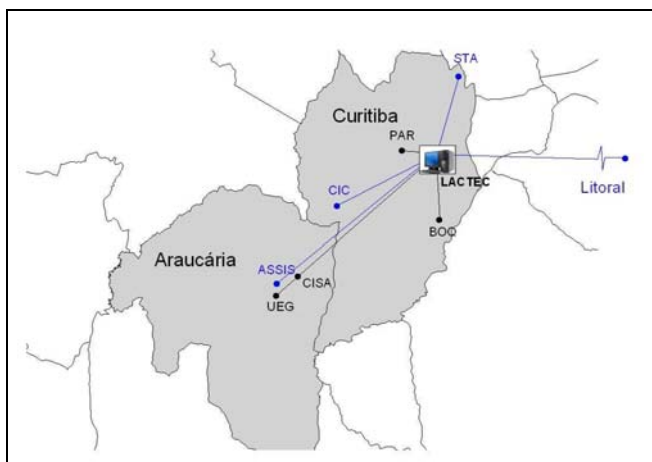 STA
Curitiba
PAR
LACTEC
Litoral
CIC
BOQ
Araucária
ASSIS
CISA
UEG